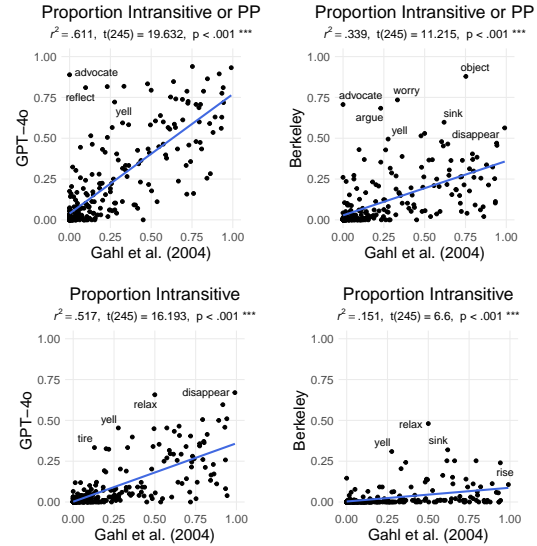 Proportion Intransitive or PP
r² = .611, t(245) = 19.632, p < .001 ***
1.00
0.75
0.50
0.25
0.00
GPT−4o
advocate
reflect
yell
0.00 0.25 0.50 0.75 1.00
Gahl et al. (2004)
Proportion Intransitive or PP
r² = .339, t(245) = 11.215, p < .001 ***
1.00
0.75
0.50
0.25
0.00
Berkeley
object
advocate
worry
argue
sink
yell
disappear
0.00 0.25 0.50 0.75 1.00
Gahl et al. (2004)
Proportion Intransitive
r² = .517, t(245) = 16.193, p < .001 ***
1.00
0.75
0.50
0.25
0.00
GPT−4o
disappear
relax
yell
tire
0.00 0.25 0.50 0.75 1.00
Gahl et al. (2004)
Proportion Intransitive
r² = .151, t(245) = 6.6, p < .001 ***
1.00
0.75
0.50
0.25
0.00
Berkeley
relax
yell
sink
rise
0.00 0.25 0.50 0.75 1.00
Gahl et al. (2004)